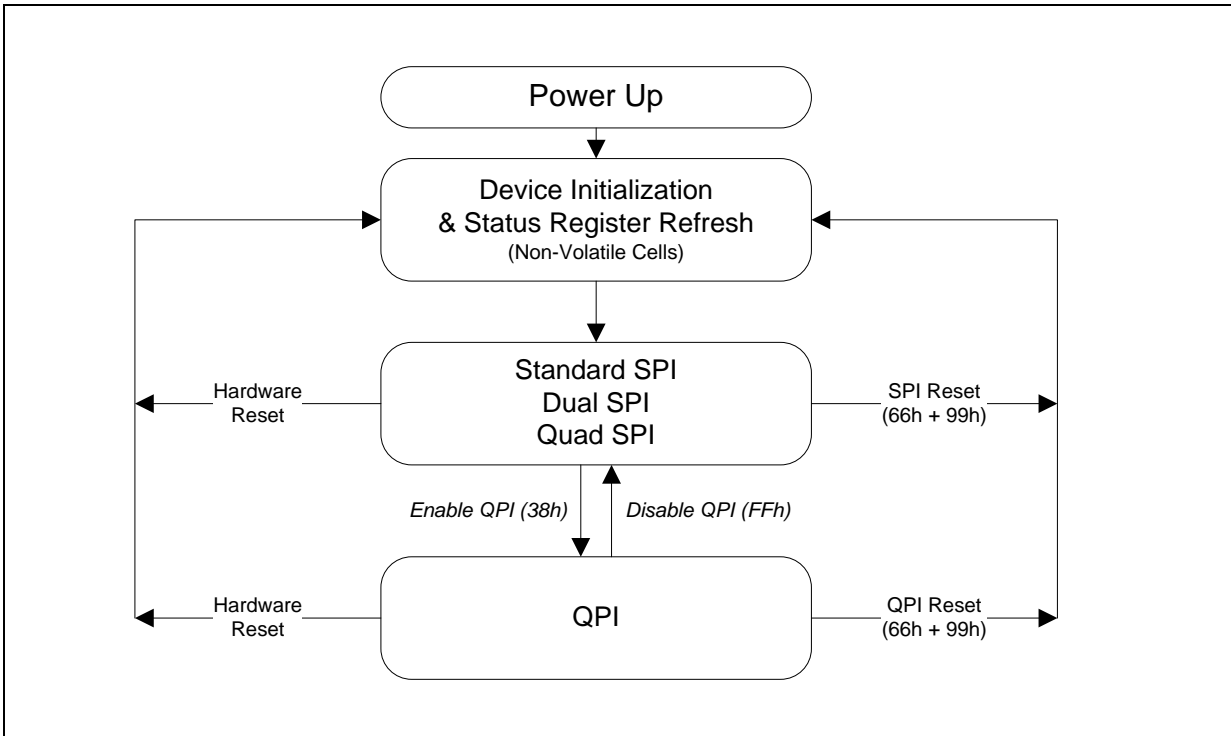 Power Up
Device Initialization
& Status Register Refresh
(Non-Volatile Cells)
Hardware
Reset
Standard SPI
Dual SPI
Quad SPI
SPI Reset
(66h + 99h)
Enable QPI (38h)
Disable QPI (FFh)
Hardware
Reset
QPI
QPI Reset
(66h + 99h)